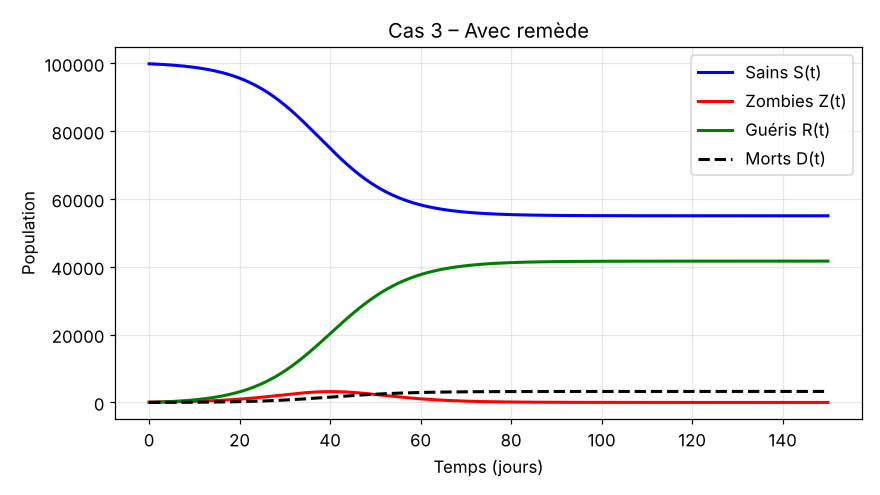 Cas 3 – Avec remède
Population
100000
80000
60000
40000
20000
0
0 20 40 60 80 100 120 140
Temps (jours)
Sains S(t)
Zombies Z(t)
Guéris R(t)
Morts D(t)